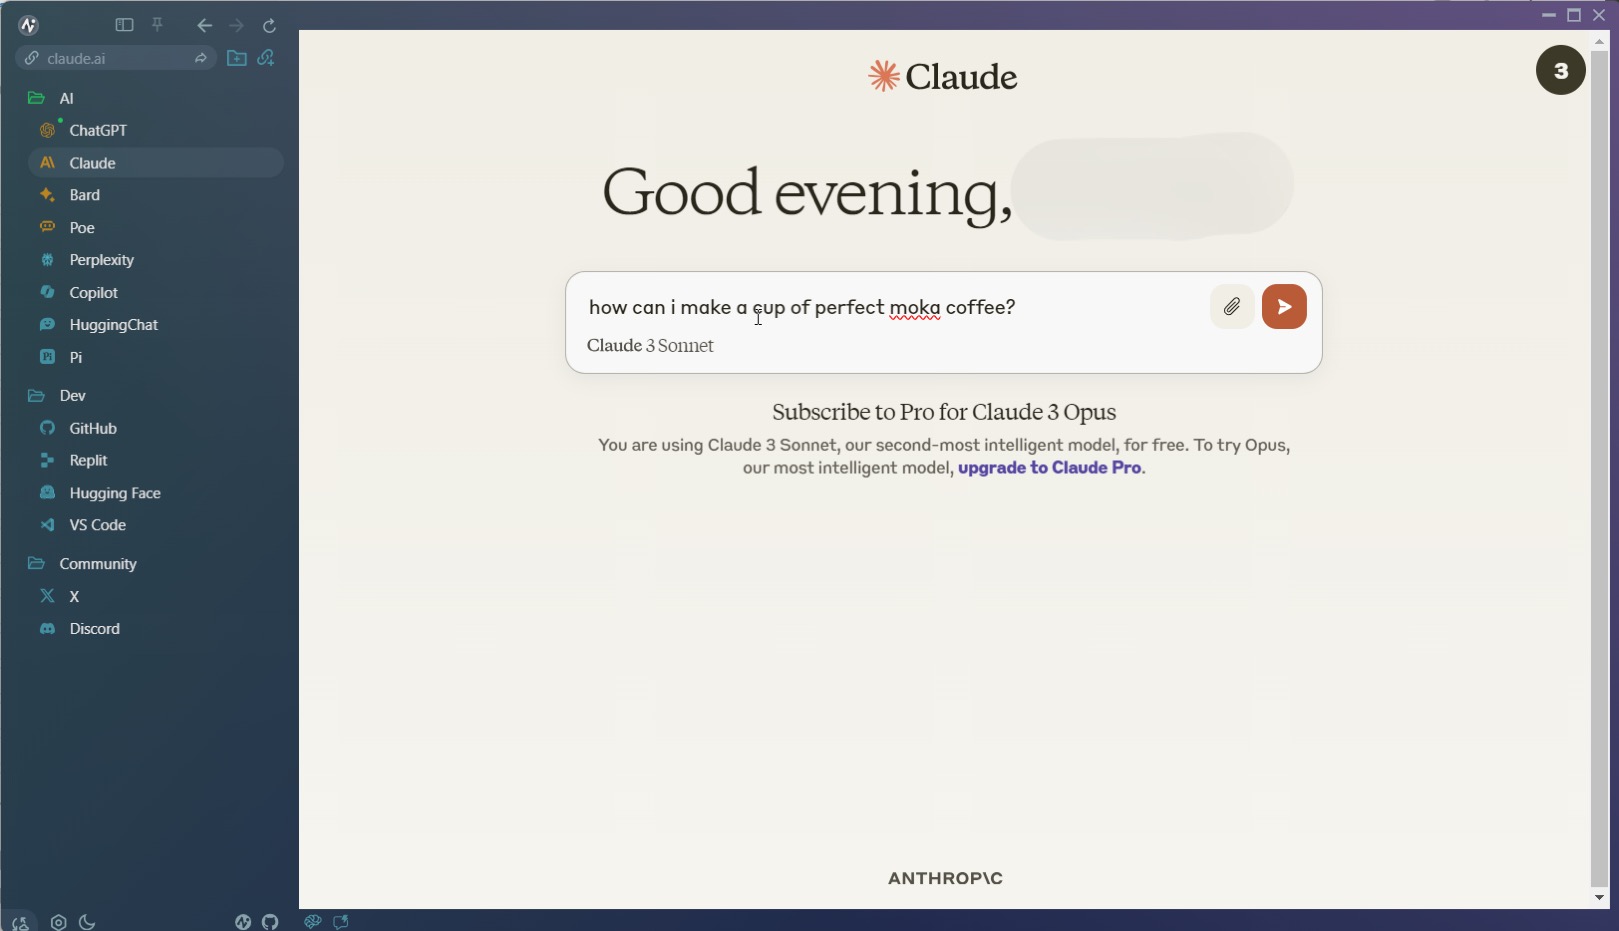 claude.ai
AI
ChatGPT
Claude
Bard
Poe
Perplexity
Copilot
HuggingChat
Pi
Pi
Dev
GitHub
Replit
Hugging Face
VS Code
Community
X
Discord
Claude
3
Good evening,
how can i make a cup of perfect moka coffee?
Claude 3 Sonnet
Subscribe to Pro for Claude 3 Opus
You are using Claude 3 Sonnet, our second-most intelligent model, for free. To try Opus,
our most intelligent model, upgrade to Claude Pro.
ANTHROP\C